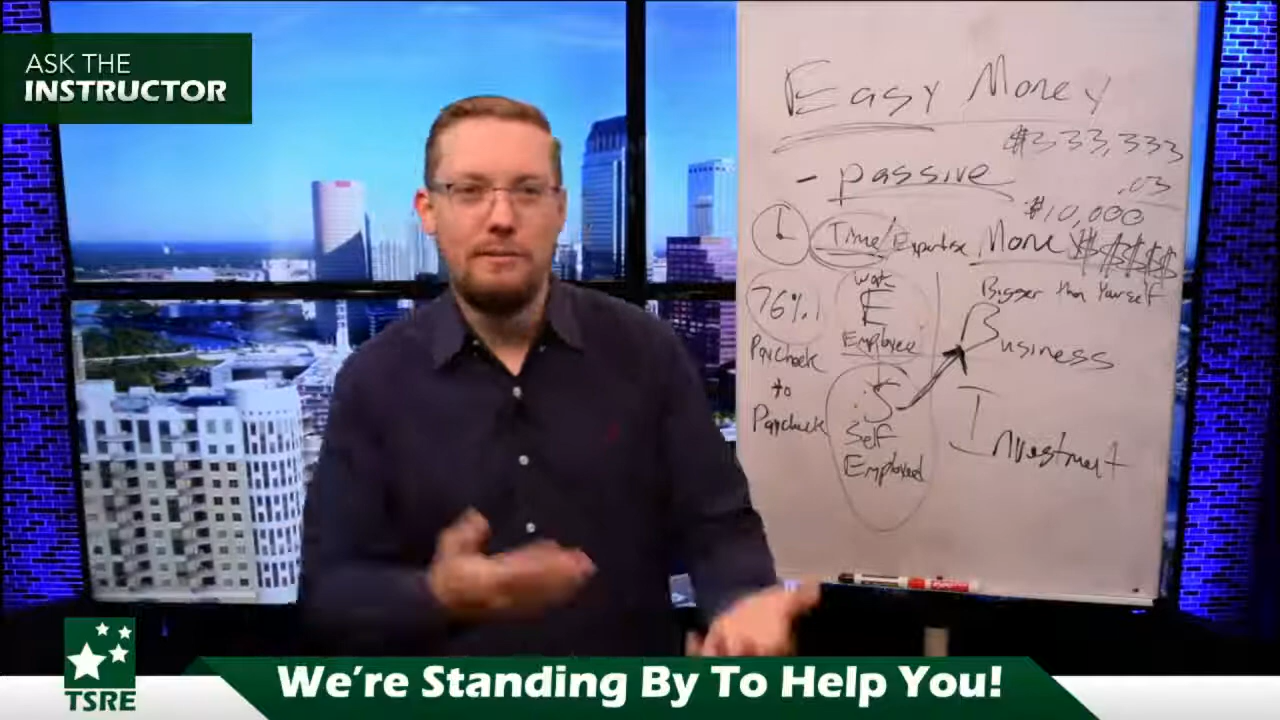 ASK THE
INSTRUCTOR
Easy Money
$333,333
- passive
.03
$10,000
Time/Expertise Money $$$$$
Work
Bigger than Yourself
76%
E
Employee
Business
Paycheck
to
Paycheck
S
Self
Employed
Investment
TSRE
We're Standing By To Help You!